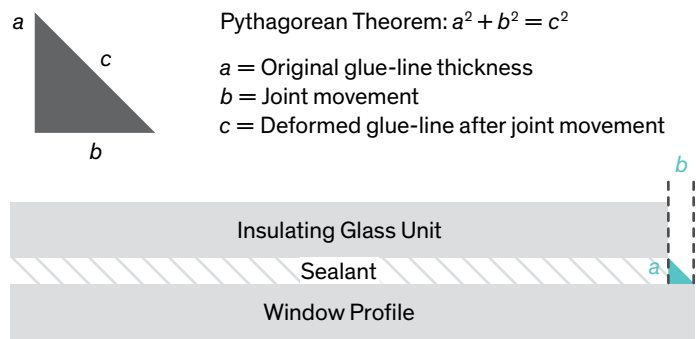 a
Pythagorean Theorem: a² + b² = c²
c
a = Original glue-line thickness
b = Joint movement
c = Deformed glue-line after joint movement
b
b
Insulating Glass Unit
a
Sealant
Window Profile